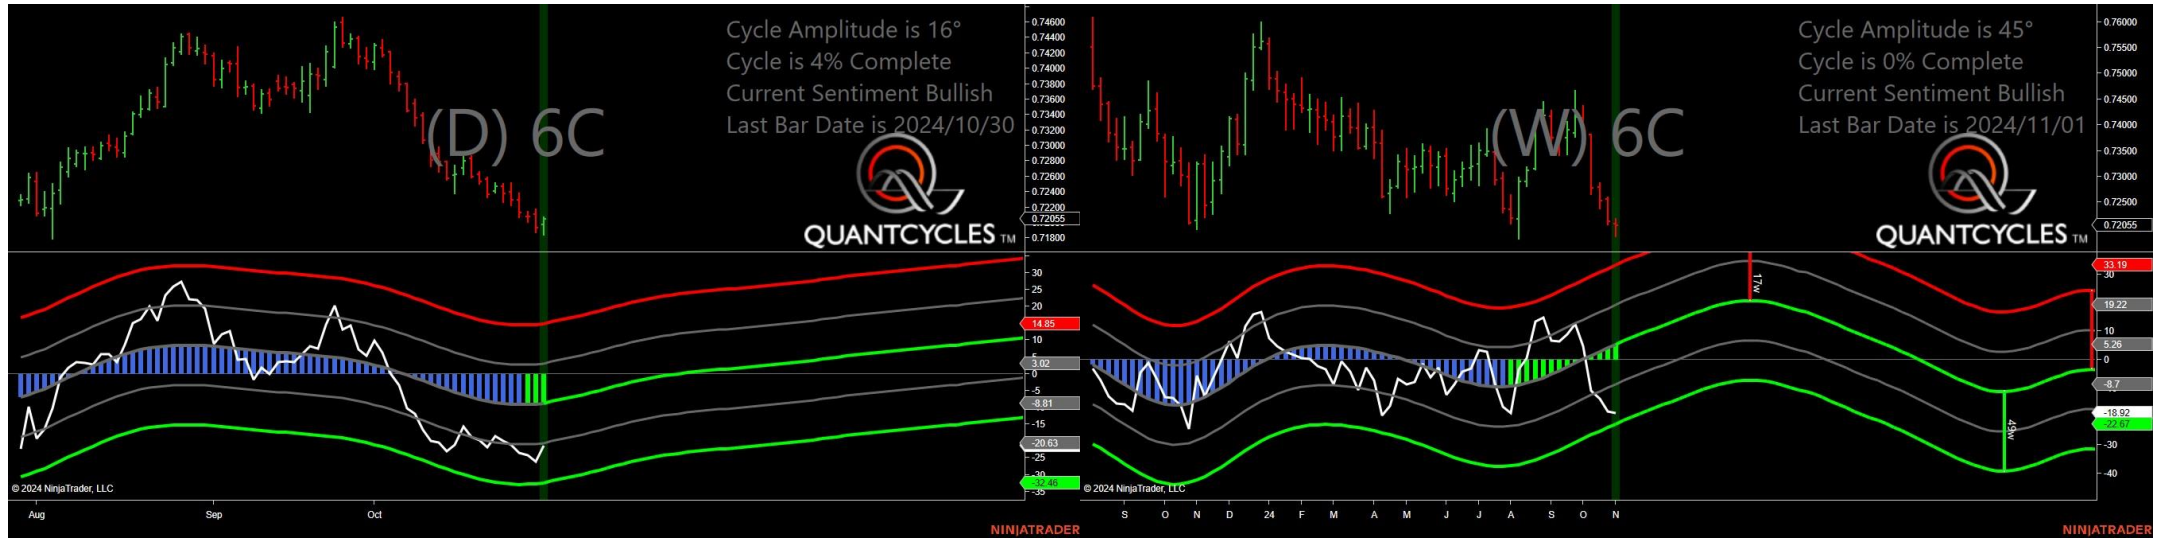 Cycle Amplitude is 16°
Cycle is 4% Complete
Current Sentiment Bullish
Last Bar Date is 2024/10/30
(D) 6C
QUANTCYCLES TM
0.74600
0.74400
0.74200
0.74000
0.73800
0.73600
0.73400
0.73200
0.73000
0.72800
0.72600
0.72400
0.72200
0.72055
0.71800
30
25
20
14.85
10
5
3.02
0
-5
-8.81
-15
-20.63
-25
-30
-32.46
-35
© 2024 NinjaTrader, LLC
Aug Sep Oct
NINJATRADER
Cycle Amplitude is 45°
Cycle is 0% Complete
Current Sentiment Bullish
Last Bar Date is 2024/11/01
(W) 6C
QUANTCYCLES TM
0.76000
0.75500
0.75000
0.74500
0.74000
0.73500
0.73000
0.72500
0.72055
17w
49w
33.19
30
19.22
10
5.26
0
-8.7
-18.92
-22.67
-30
-40
© 2024 NinjaTrader, LLC
S O N D 24 F M A M J J A S O N
NINJATRADER